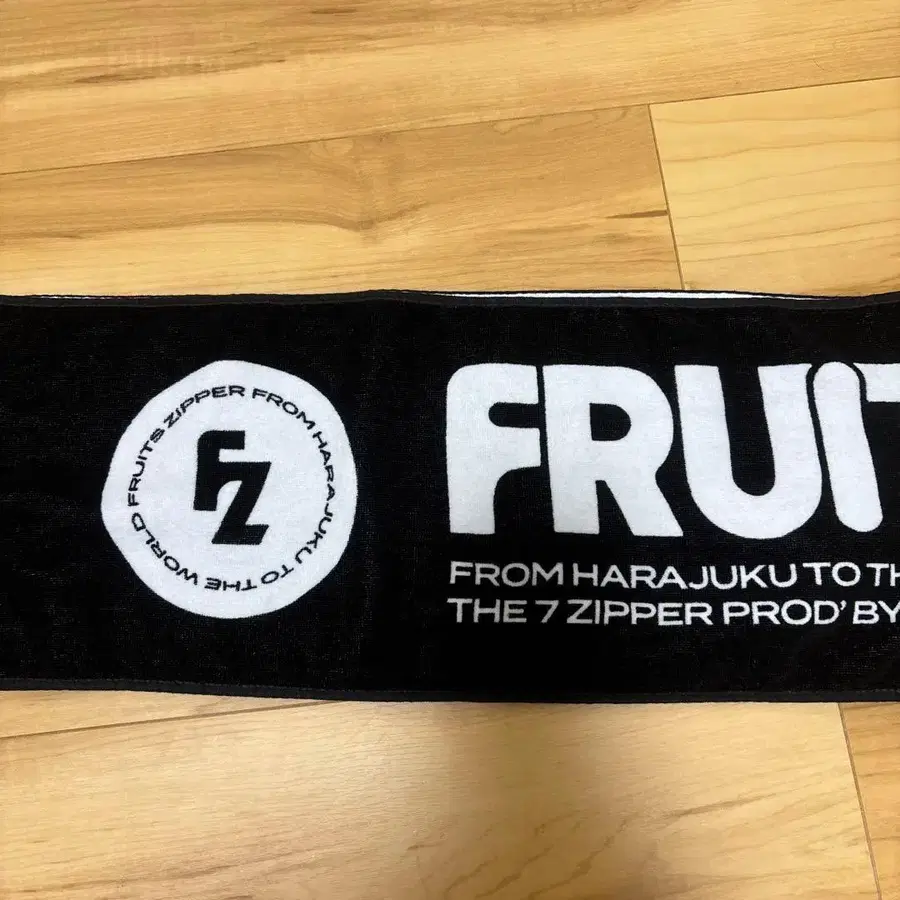 FRUITS ZIPPER FROM HARAJUKU TO THE WORLD
FZ
FRUIT
FROM HARAJUKU TO TH
THE 7 ZIPPER PROD' BY